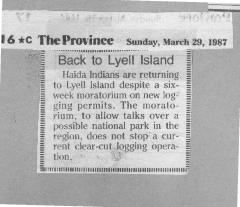 16 ★C The Province Sunday, March 29, 1987
Back to Lyell Island
Haida Indians are returning
to Lyell Island despite a six-
week moratorium on new log-
ging permits. The morato-
rium, to allow talks over a
possible national park in the
region, does not stop a cur-
rent clear-cut logging opera-
tion.